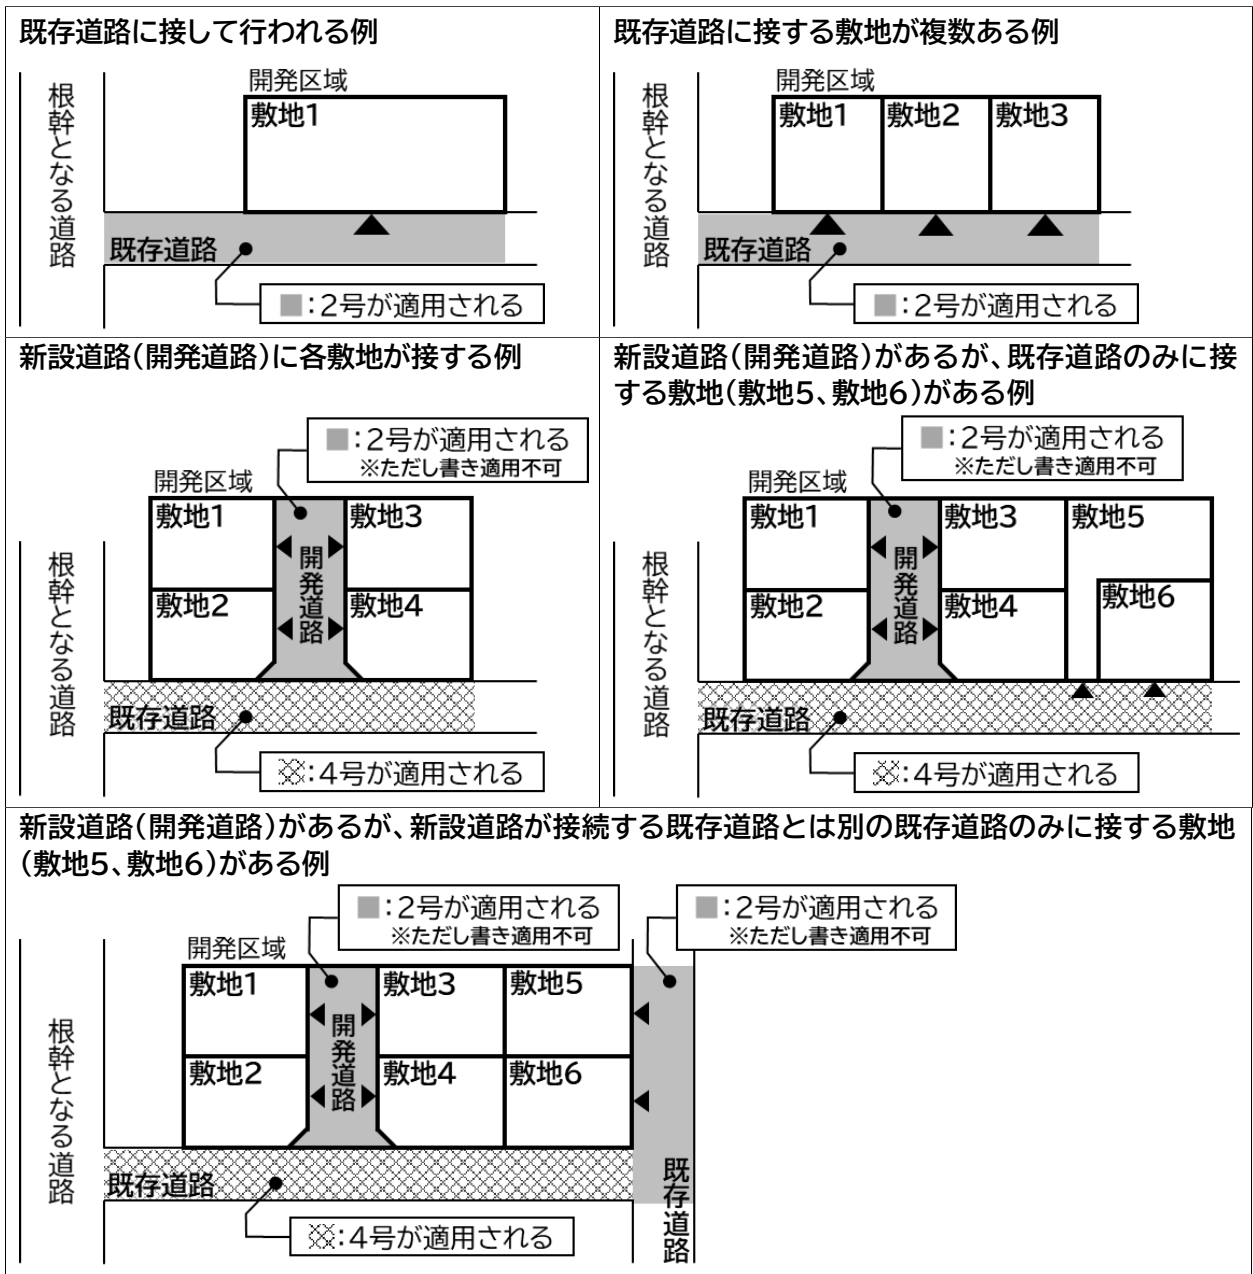 既存道路に接して行われる例
開発区域
敷地1
根幹となる道路
既存道路
■：2号が適用される
既存道路に接する敷地が複数ある例
開発区域
敷地1
敷地2
敷地3
根幹となる道路
既存道路
■：2号が適用される
新設道路（開発道路）に各敷地が接する例
■：2号が適用される
※ただし書き適用不可
開発区域
敷地1
敷地3
敷地2
敷地4
開発道路
根幹となる道路
既存道路
：4号が適用される
新設道路（開発道路）があるが、既存道路のみに接
する敷地（敷地5、敷地6）がある例
■：2号が適用される
※ただし書き適用不可
開発区域
敷地1
敷地3
敷地5
敷地2
敷地4
敷地6
開発道路
根幹となる道路
既存道路
：4号が適用される
新設道路（開発道路）があるが、新設道路が接続する既存道路とは別の既存道路のみに接する敷地
（敷地5、敷地6）がある例
■：2号が適用される
※ただし書き適用不可
■：2号が適用される
※ただし書き適用不可
開発区域
敷地1
敷地3
敷地5
敷地2
敷地4
敷地6
開発道路
根幹となる道路
既存道路
既存道路
：4号が適用される